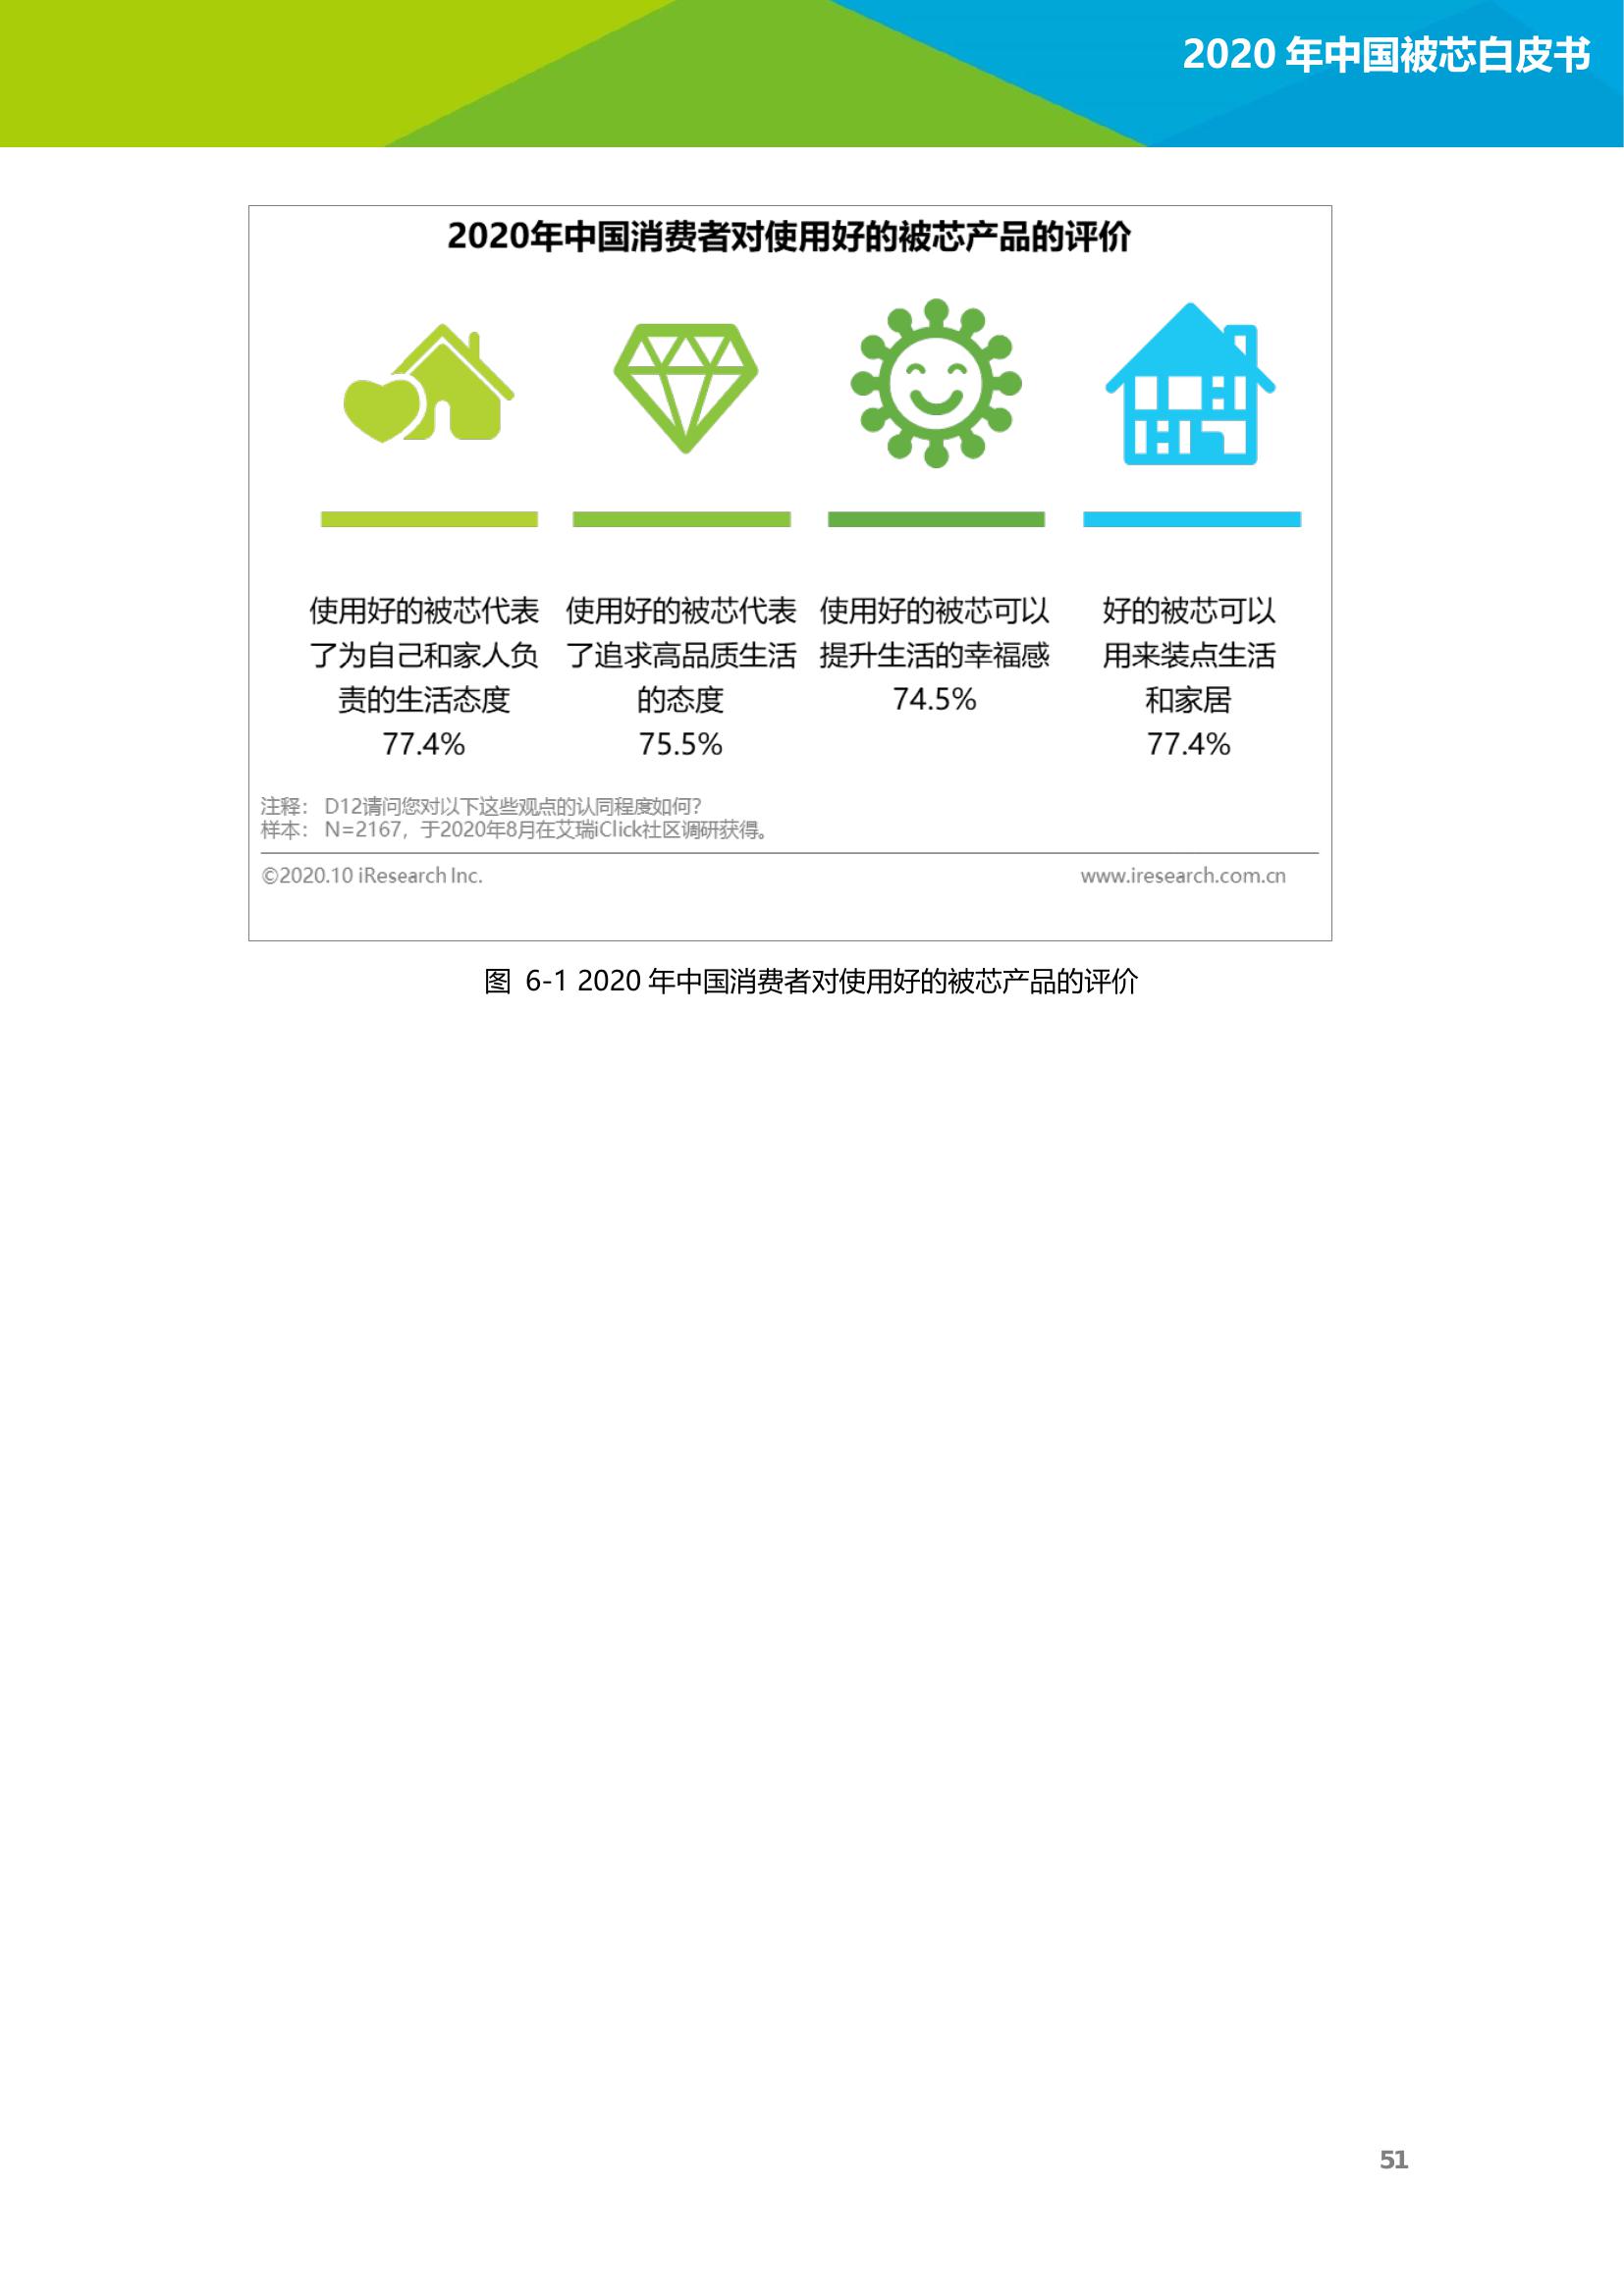 2020 年中国被芯白皮书
2020年中国消费者对使用好的被芯产品的评价
使用好的被芯代表
了为自己和家人负
责的生活态度
77.4%
使用好的被芯代表
了追求高品质生活
的态度
75.5%
使用好的被芯可以
提升生活的幸福感
74.5%
好的被芯可以
用来装点生活
和家居
77.4%
注释： D12请问您对以下这些观点的认同程度如何？
样本： N=2167，于2020年8月在艾瑞iClick社区调研获得。
©2020.10 iResearch Inc.
www.iresearch.com.cn
图 6-1 2020 年中国消费者对使用好的被芯产品的评价
51